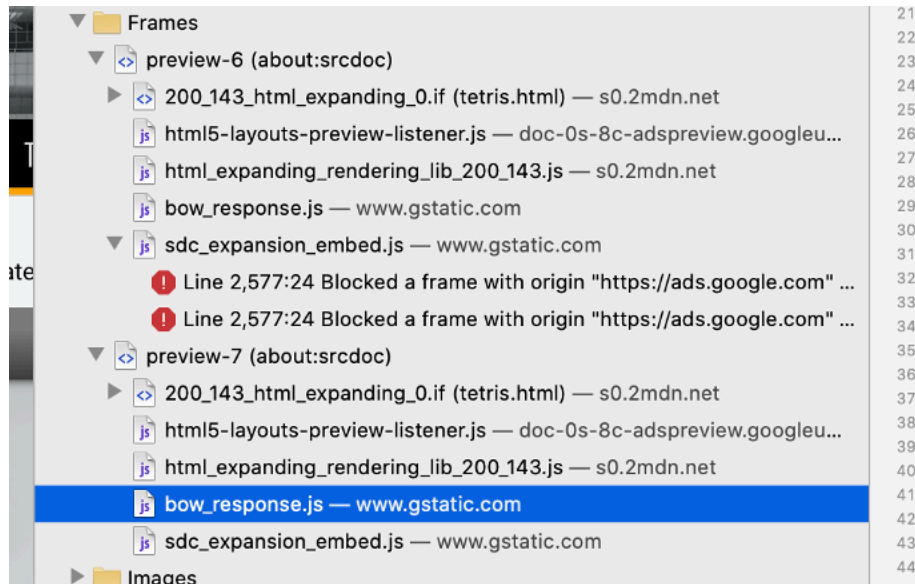 Frames
21
22
preview-6 (about:srcdoc)
23
200_143_html_expanding_0.if (tetris.html) — s0.2mdn.net
24
25
html5-layouts-preview-listener.js — doc-0s-8c-adspreview.googleu...
26
27
html_expanding_rendering_lib_200_143.js — s0.2mdn.net
28
bow_response.js — www.gstatic.com
29
30
sdc_expansion_embed.js — www.gstatic.com
31
ate
Line 2,577:24 Blocked a frame with origin "https://ads.google.com" ...
32
33
Line 2,577:24 Blocked a frame with origin "https://ads.google.com" ...
34
preview-7 (about:srcdoc)
35
36
200_143_html_expanding_0.if (tetris.html) — s0.2mdn.net
37
html5-layouts-preview-listener.js — doc-0s-8c-adspreview.googleu...
38
39
html_expanding_rendering_lib_200_143.js — s0.2mdn.net
40
bow_response.js — www.gstatic.com
41
42
sdc_expansion_embed.js — www.gstatic.com
43
Images
44